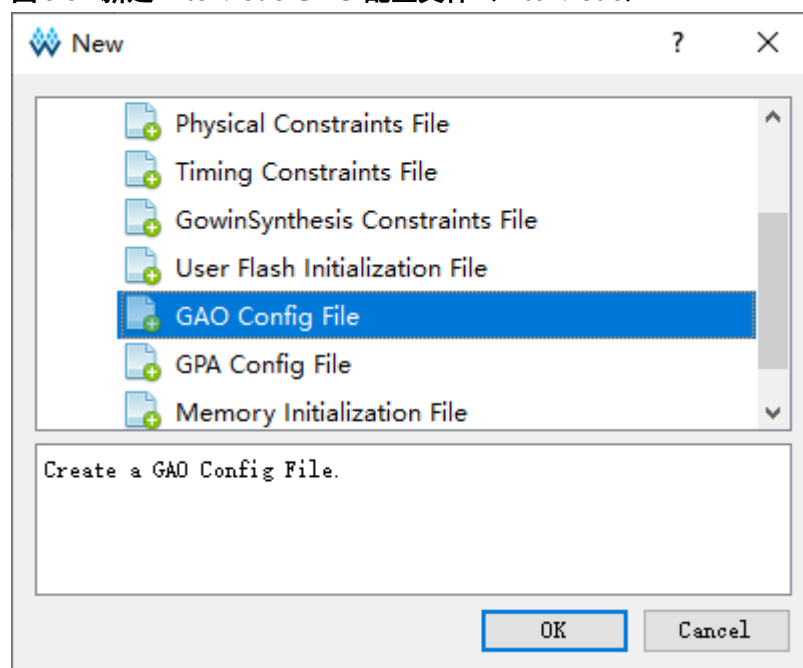 New
?
Physical Constraints File
Timing Constraints File
GowinSynthesis Constraints File
User Flash Initialization File
GAO Config File
GPA Config File
Memory Initialization File
Create a GAO Config File.
OK
Cancel